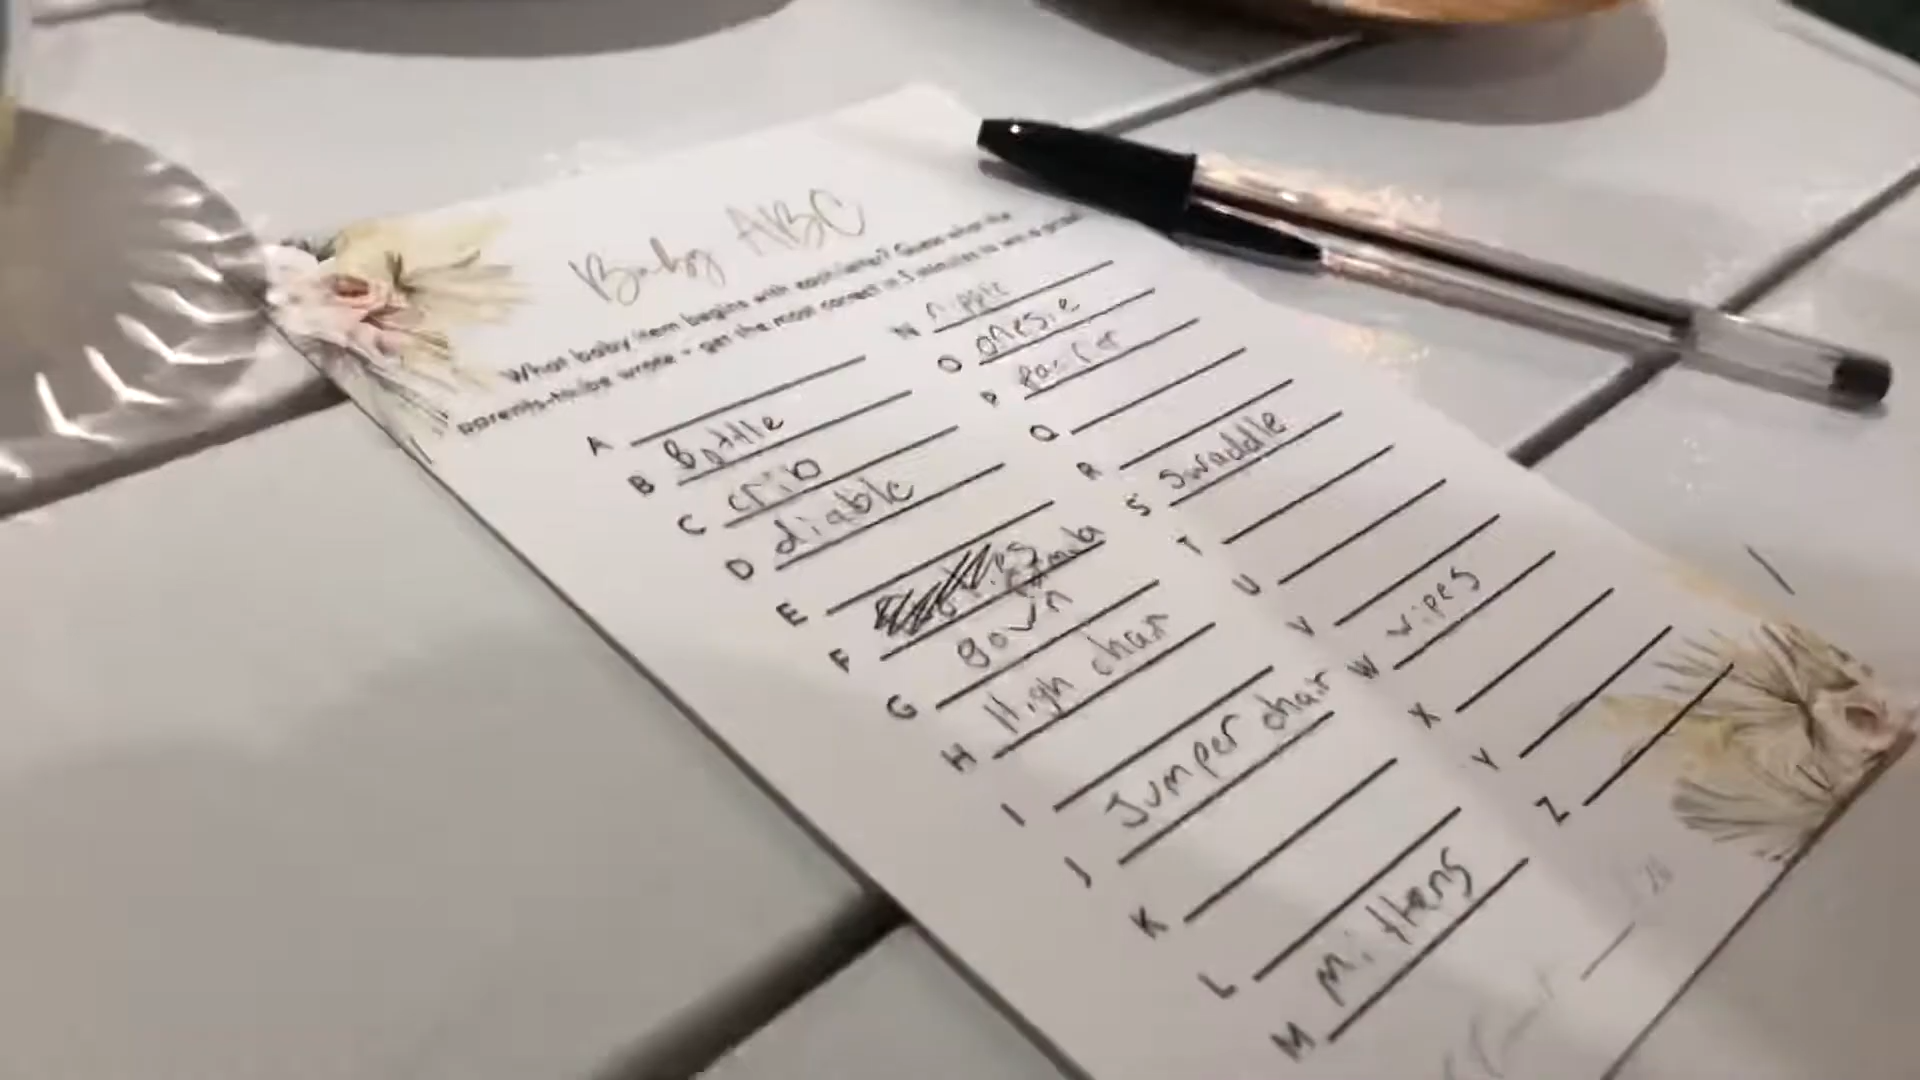 Baby ABC
What baby item begins with each letter? Guess what the
parents-to-be wrote - get the most correct in 5 minutes to win a prize!
A
B Bottle
C crib
D diable
E
F formula
G gown
H High chair
I
J Jumper chair
K
L
M mittens
N nipple
O onesie
P
Q
R
S Swaddle
T
U
V
W wipes
X
Y
Z